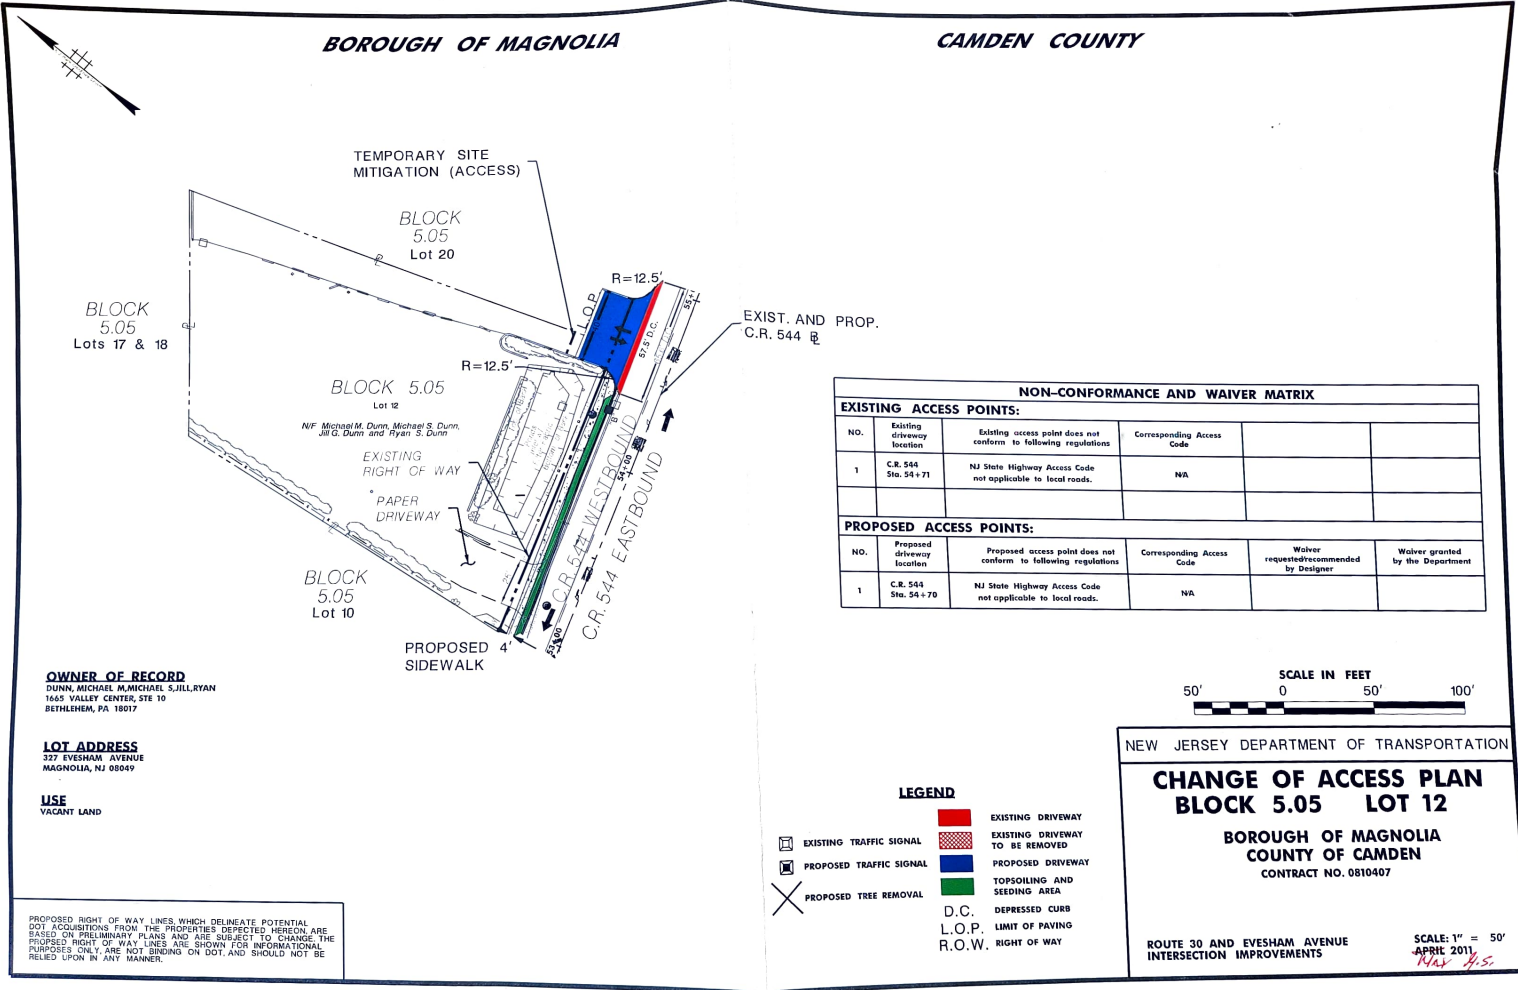 BOROUGH OF MAGNOLIA
CAMDEN COUNTY
TEMPORARY SITE
MITIGATION (ACCESS)
BLOCK
5.05
Lot 20
BLOCK
5.05
Lots 17 & 18
R=12.5'
L.O.P.
57.5' D.C.
55+
EXIST. AND PROP.
C.R. 544 BL
R=12.5'
BLOCK 5.05
Lot 12
N/F Michael M. Dunn, Michael S. Dunn,
Jill G. Dunn and Ryan S. Dunn
EXISTING
RIGHT OF WAY
PAPER
DRIVEWAY
54+00
C.R. 544 WESTBOUND
C.R. 544 EASTBOUND
53+00
BLOCK
5.05
Lot 10
PROPOSED 4'
SIDEWALK
OWNER OF RECORD
DUNN, MICHAEL M,MICHAEL S,JILL,RYAN
1665 VALLEY CENTER, STE 10
BETHLEHEM, PA 18017
LOT ADDRESS
327 EVESHAM AVENUE
MAGNOLIA, NJ 08049
USE
VACANT LAND
PROPOSED RIGHT OF WAY LINES, WHICH DELINEATE POTENTIAL
DOT ACQUISITIONS FROM THE PROPERTIES DEPECTED HEREON, ARE
BASED ON PRELIMINARY PLANS AND ARE SUBJECT TO CHANGE. THE
PROPSED RIGHT OF WAY LINES ARE SHOWN FOR INFORMATIONAL
PURPOSES ONLY, ARE NOT BINDING ON DOT, AND SHOULD NOT BE
RELIED UPON IN ANY MANNER.
NON-CONFORMANCE AND WAIVER MATRIX
EXISTING ACCESS POINTS:
NO. Existing driveway location Existing access point does not conform to following regulations Corresponding Access Code
1 C.R. 544 Sta. 54+71 NJ State Highway Access Code not applicable to local roads. N/A
PROPOSED ACCESS POINTS:
NO. Proposed driveway location Proposed access point does not conform to following regulations Corresponding Access Code Waiver requested/recommended by Designer Waiver granted by the Department
1 C.R. 544 Sta. 54+70 NJ State Highway Access Code not applicable to local roads. N/A
SCALE IN FEET
50' 0 50' 100'
LEGEND
EXISTING DRIVEWAY
EXISTING DRIVEWAY
TO BE REMOVED
PROPOSED DRIVEWAY
TOPSOILING AND
SEEDING AREA
D.C. DEPRESSED CURB
L.O.P. LIMIT OF PAVING
R.O.W. RIGHT OF WAY
EXISTING TRAFFIC SIGNAL
PROPOSED TRAFFIC SIGNAL
PROPOSED TREE REMOVAL
NEW JERSEY DEPARTMENT OF TRANSPORTATION
CHANGE OF ACCESS PLAN
BLOCK 5.05 LOT 12
BOROUGH OF MAGNOLIA
COUNTY OF CAMDEN
CONTRACT NO. 0810407
ROUTE 30 AND EVESHAM AVENUE
INTERSECTION IMPROVEMENTS
SCALE: 1" = 50'
APRIL 2011
May H.S.